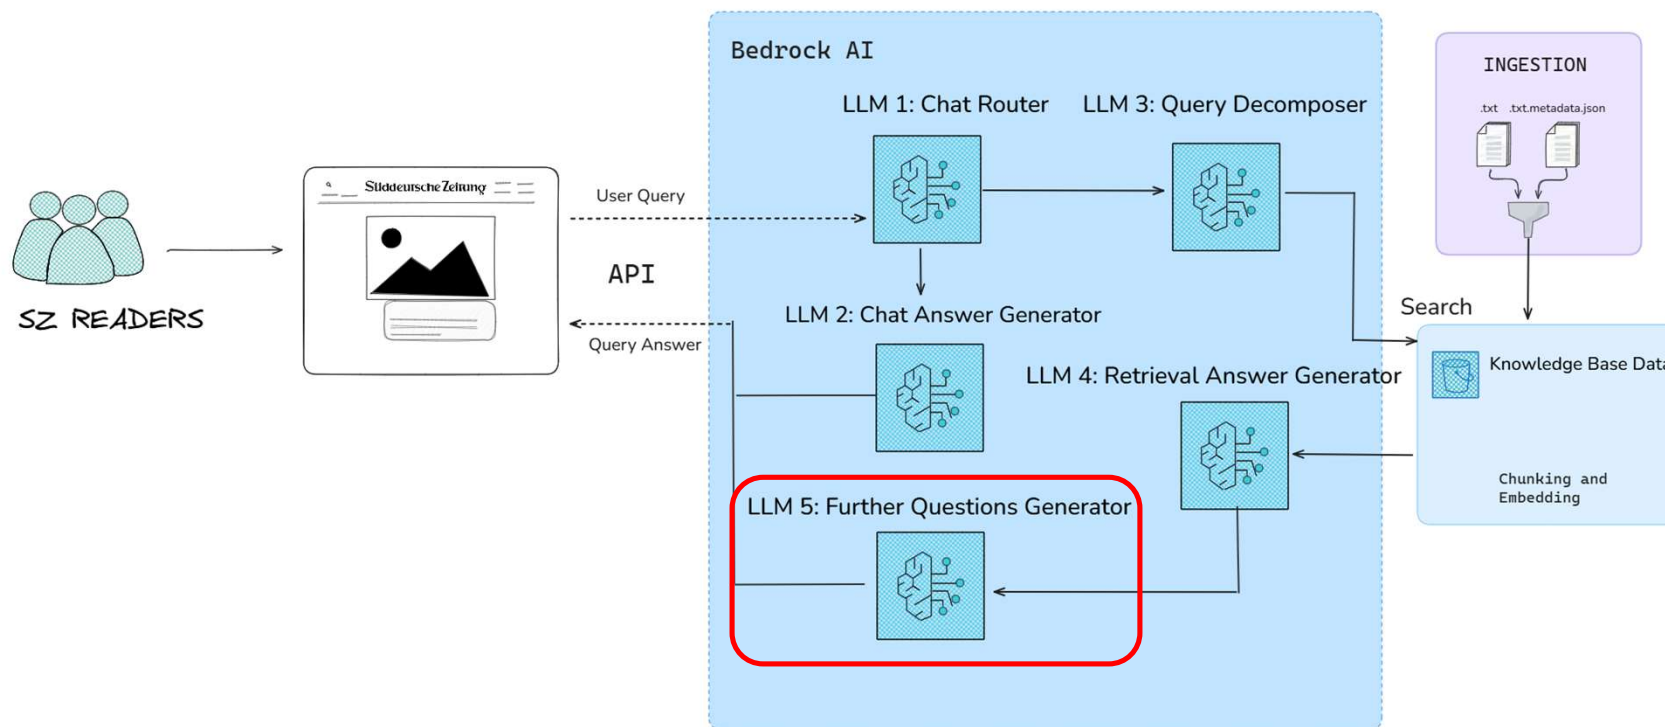 Bedrock AI
INGESTION
LLM 1: Chat Router
LLM 3: Query Decomposer
.txt
.txt.metadata.json
Süddeutsche Zeitung
User Query
API
SZ READERS
Query Answer
LLM 2: Chat Answer Generator
Search
LLM 4: Retrieval Answer Generator
Knowledge Base Data
Chunking and
Embedding
LLM 5: Further Questions Generator